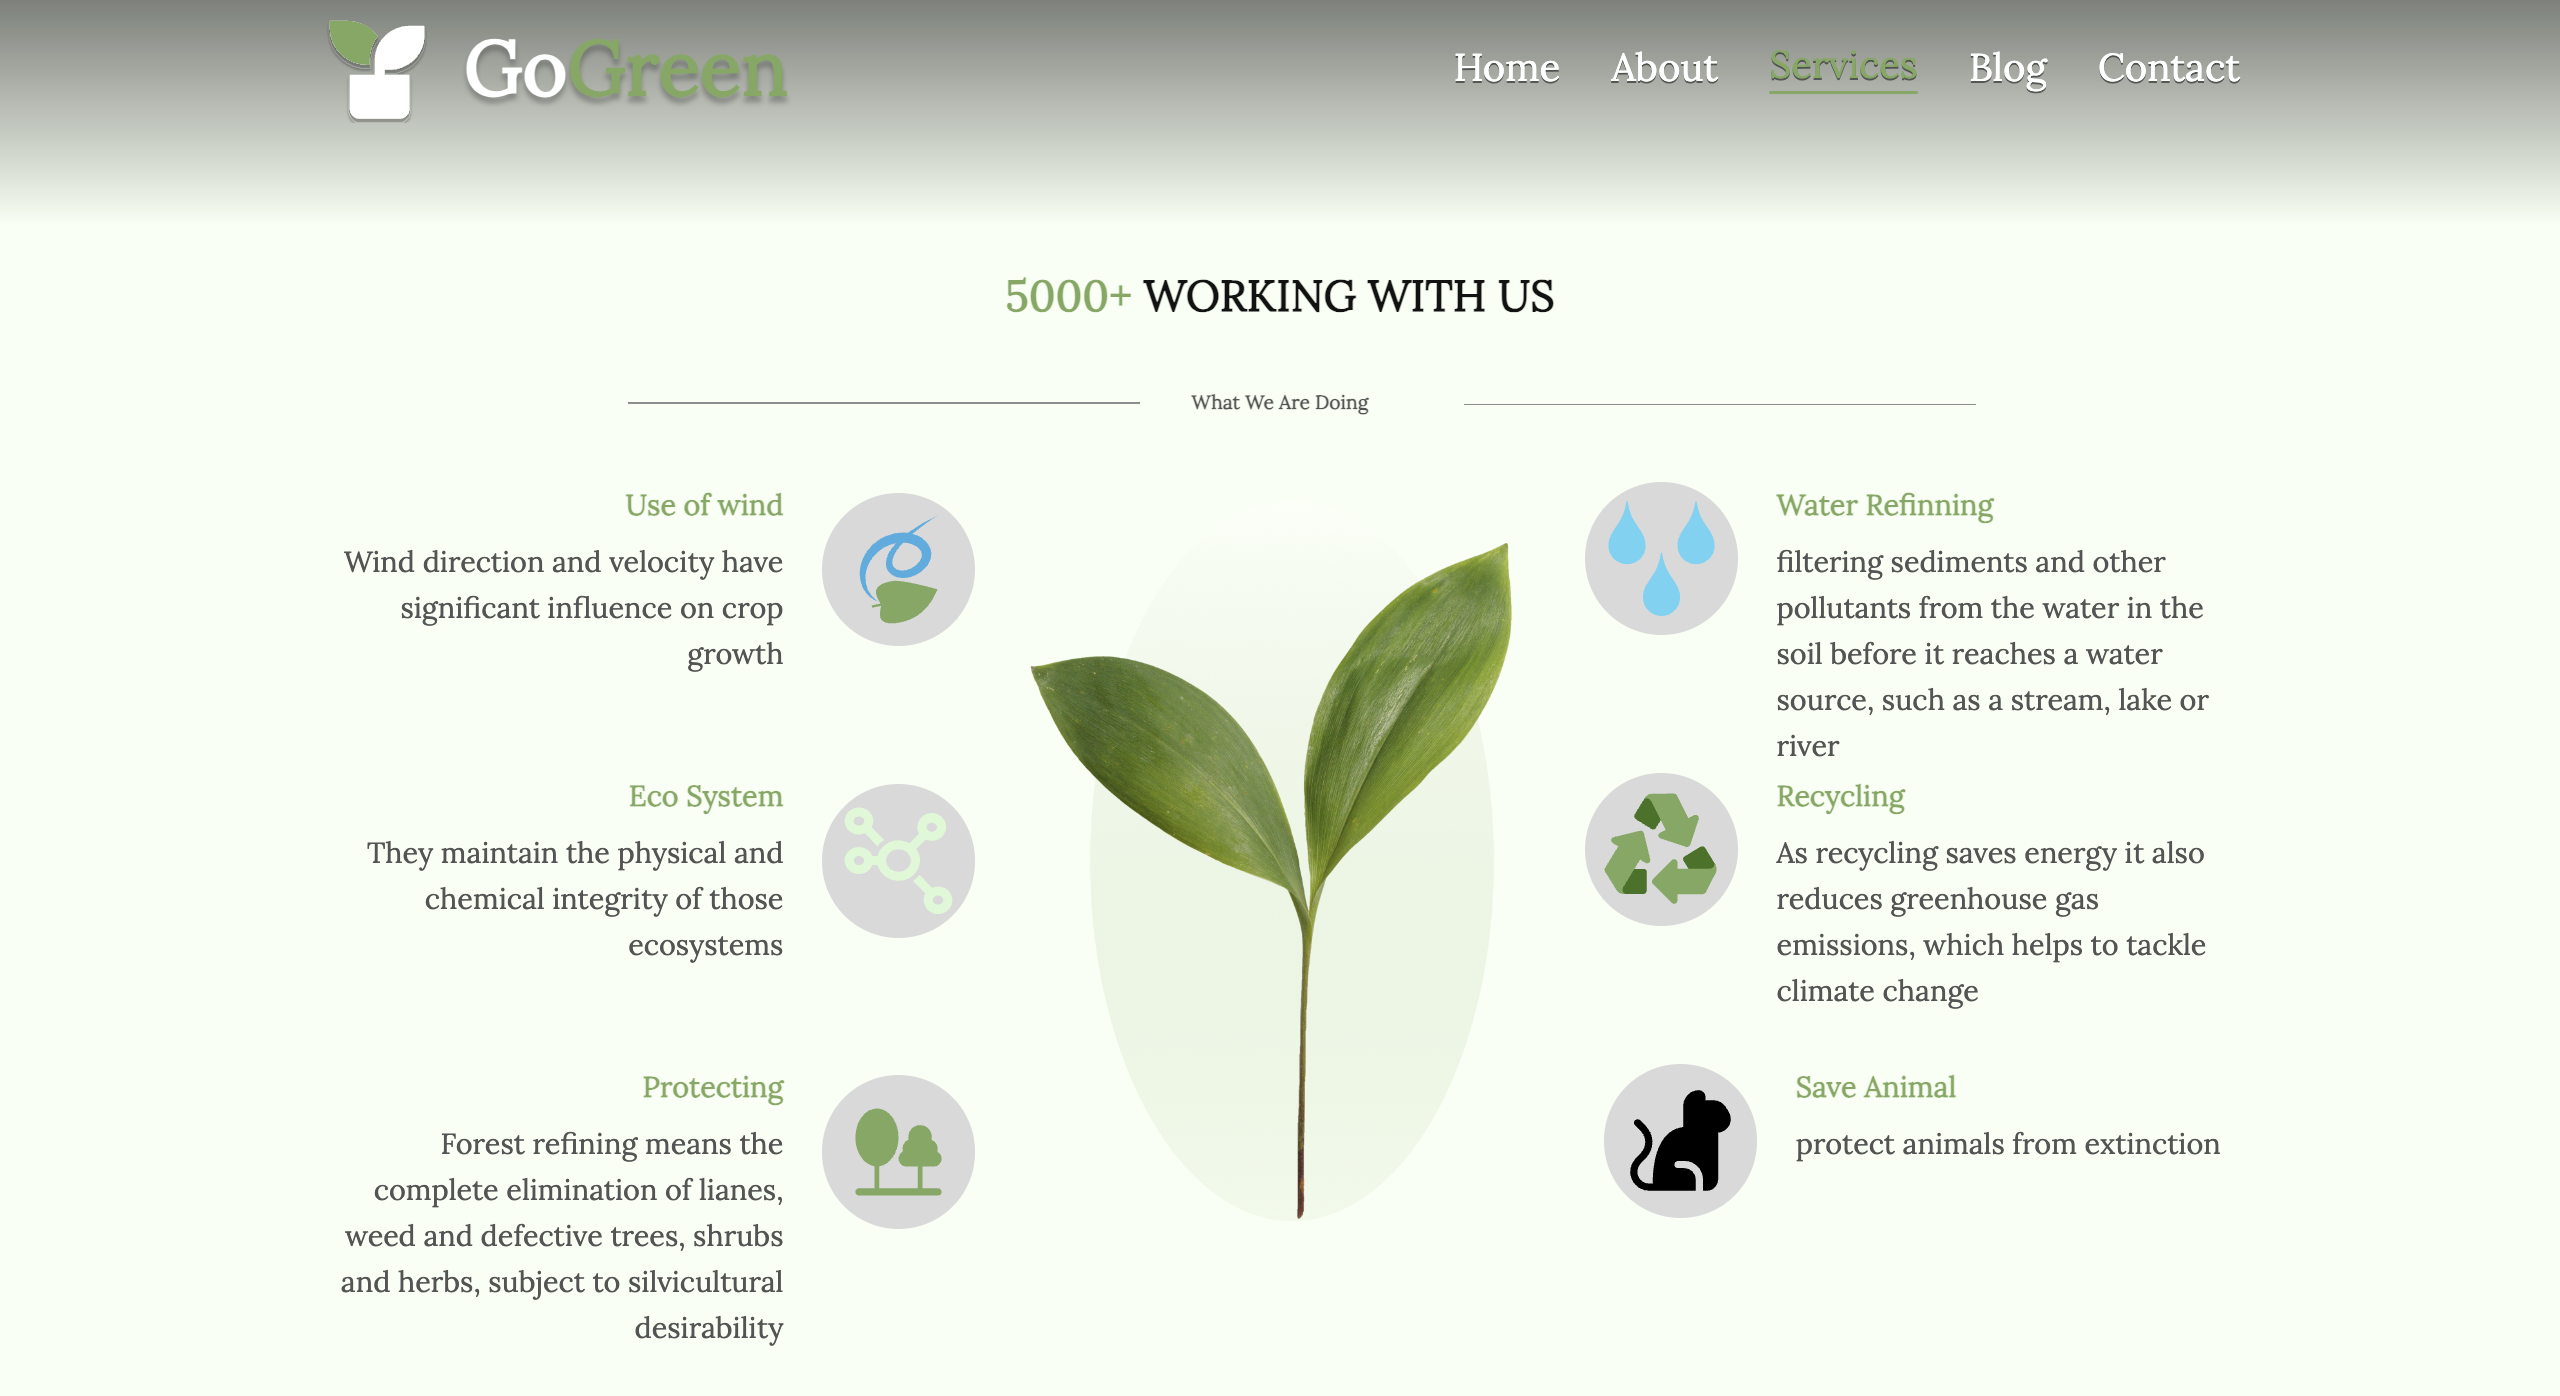 GoGreen
Home About Services Blog Contact
5000+ WORKING WITH US
What We Are Doing
Use of wind
Wind direction and velocity have
significant influence on crop
growth
Eco System
They maintain the physical and
chemical integrity of those
ecosystems
Protecting
Forest refining means the
complete elimination of lianes,
weed and defective trees, shrubs
and herbs, subject to silvicultural
desirability
Water Refinning
filtering sediments and other
pollutants from the water in the
soil before it reaches a water
source, such as a stream, lake or
river
Recycling
As recycling saves energy it also
reduces greenhouse gas
emissions, which helps to tackle
climate change
Save Animal
protect animals from extinction